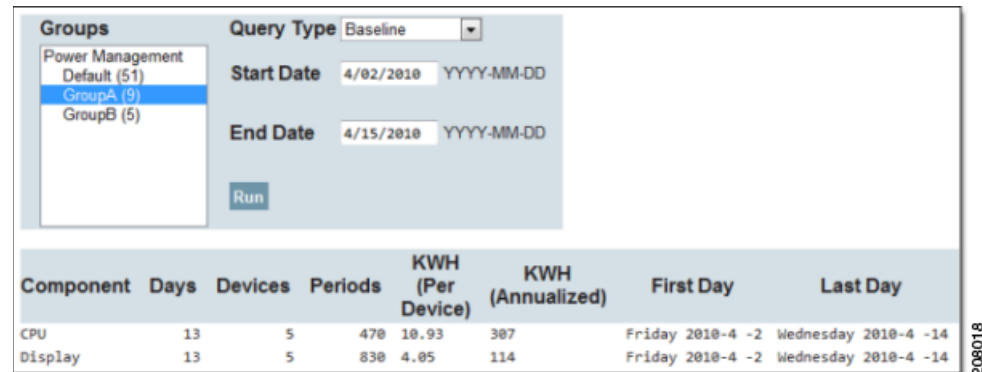 Groups
Query Type Baseline
Power Management
Default (51)
GroupA (9)
GroupB (5)
Start Date 4/02/2010 YYYY-MM-DD
End Date 4/15/2010 YYYY-MM-DD
Run
Component Days Devices Periods KWH (Per Device) KWH (Annualized) First Day Last Day
CPU 13 5 470 10.93 307 Friday 2010-4 -2 Wednesday 2010-4 -14
Display 13 5 830 4.05 114 Friday 2010-4 -2 Wednesday 2010-4 -14
208018